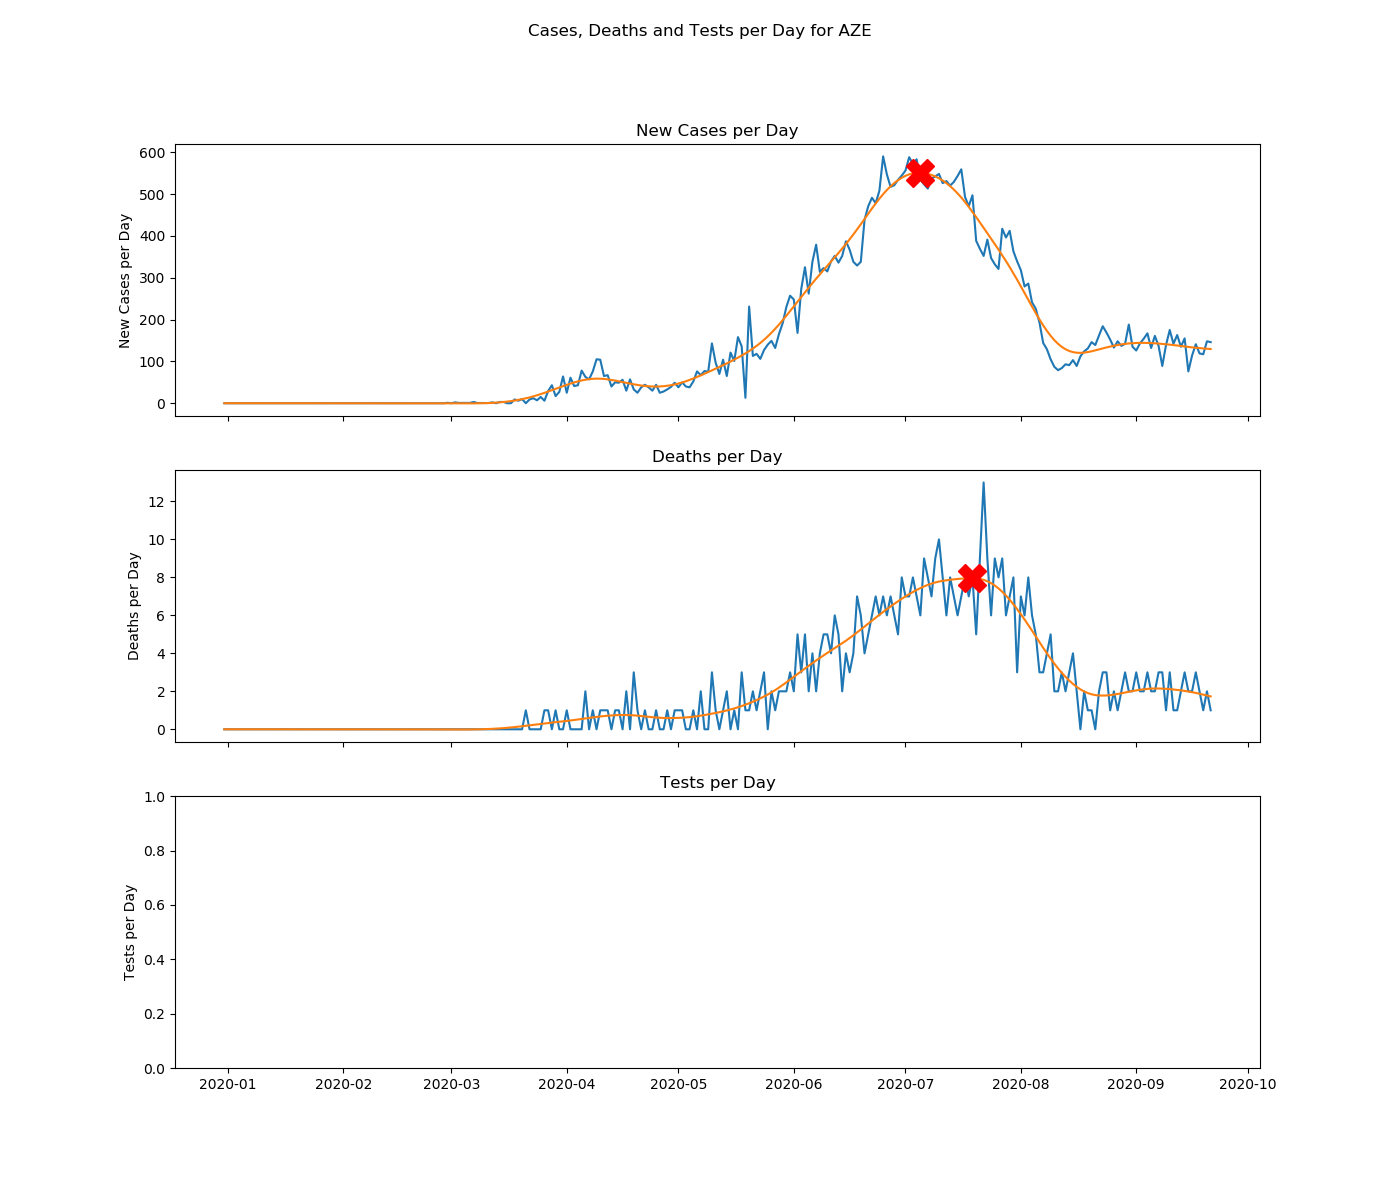 Cases, Deaths and Tests per Day for AZE
New Cases per Day
New Cases per Day
600
500
400
300
200
100
0
Deaths per Day
Deaths per Day
12
10
8
6
4
2
0
Tests per Day
Tests per Day
1.0
0.8
0.6
0.4
0.2
0.0
2020-01 2020-02 2020-03 2020-04 2020-05 2020-06 2020-07 2020-08 2020-09 2020-10